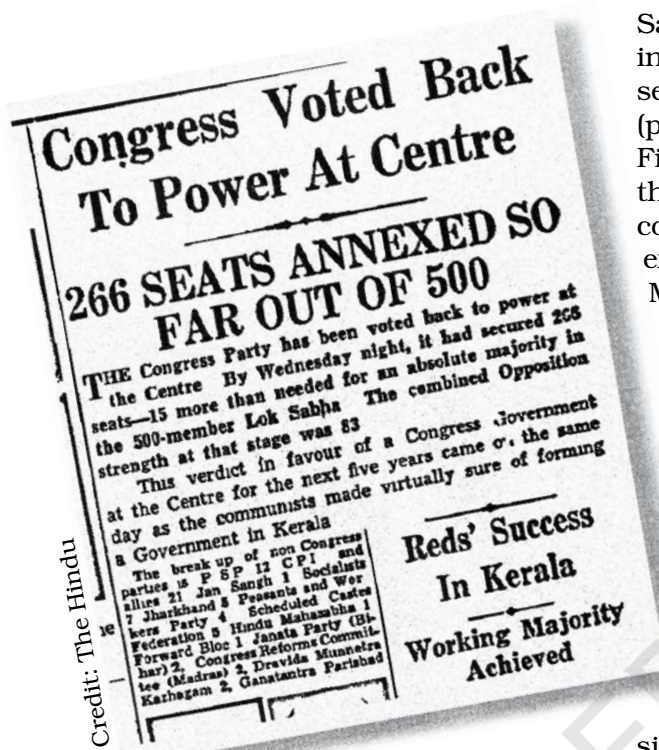 Congress Voted Back
To Power At Centre
266 SEATS ANNEXED SO
FAR OUT OF 500
THE Congress Party has been voted back to power at
the Centre By Wednesday night, it had secured 266
seats—15 more than needed for an absolute majority in
the 500-member Lok Sabha The combined Opposition
strength at that stage was 83
This verdict in favour of a Congress Government
at the Centre for the next five years came on the same
day as the communists made virtually sure of forming
a Government in Kerala
The break up of non Congress
parties is P S P 12 C P I and
allies 21 Jan Sangh 1 Socialists
7 Jharkhand 5 Peasants and Wor
kers Party 4 Scheduled Castes
Federation 5 Hindu Mahasabha 1
Forward Bloc 1 Janata Party (Bi-
har) 2, Congress Reforms Commit-
tee (Madras) 2, Dravida Munnetra
Kazhagam 2, Ganatantra Parishad
Reds' Success
In Kerala
Working Majority
Achieved
Credit: The Hindu
Sa
in
se
(p
Fi
th
co
e
M
si